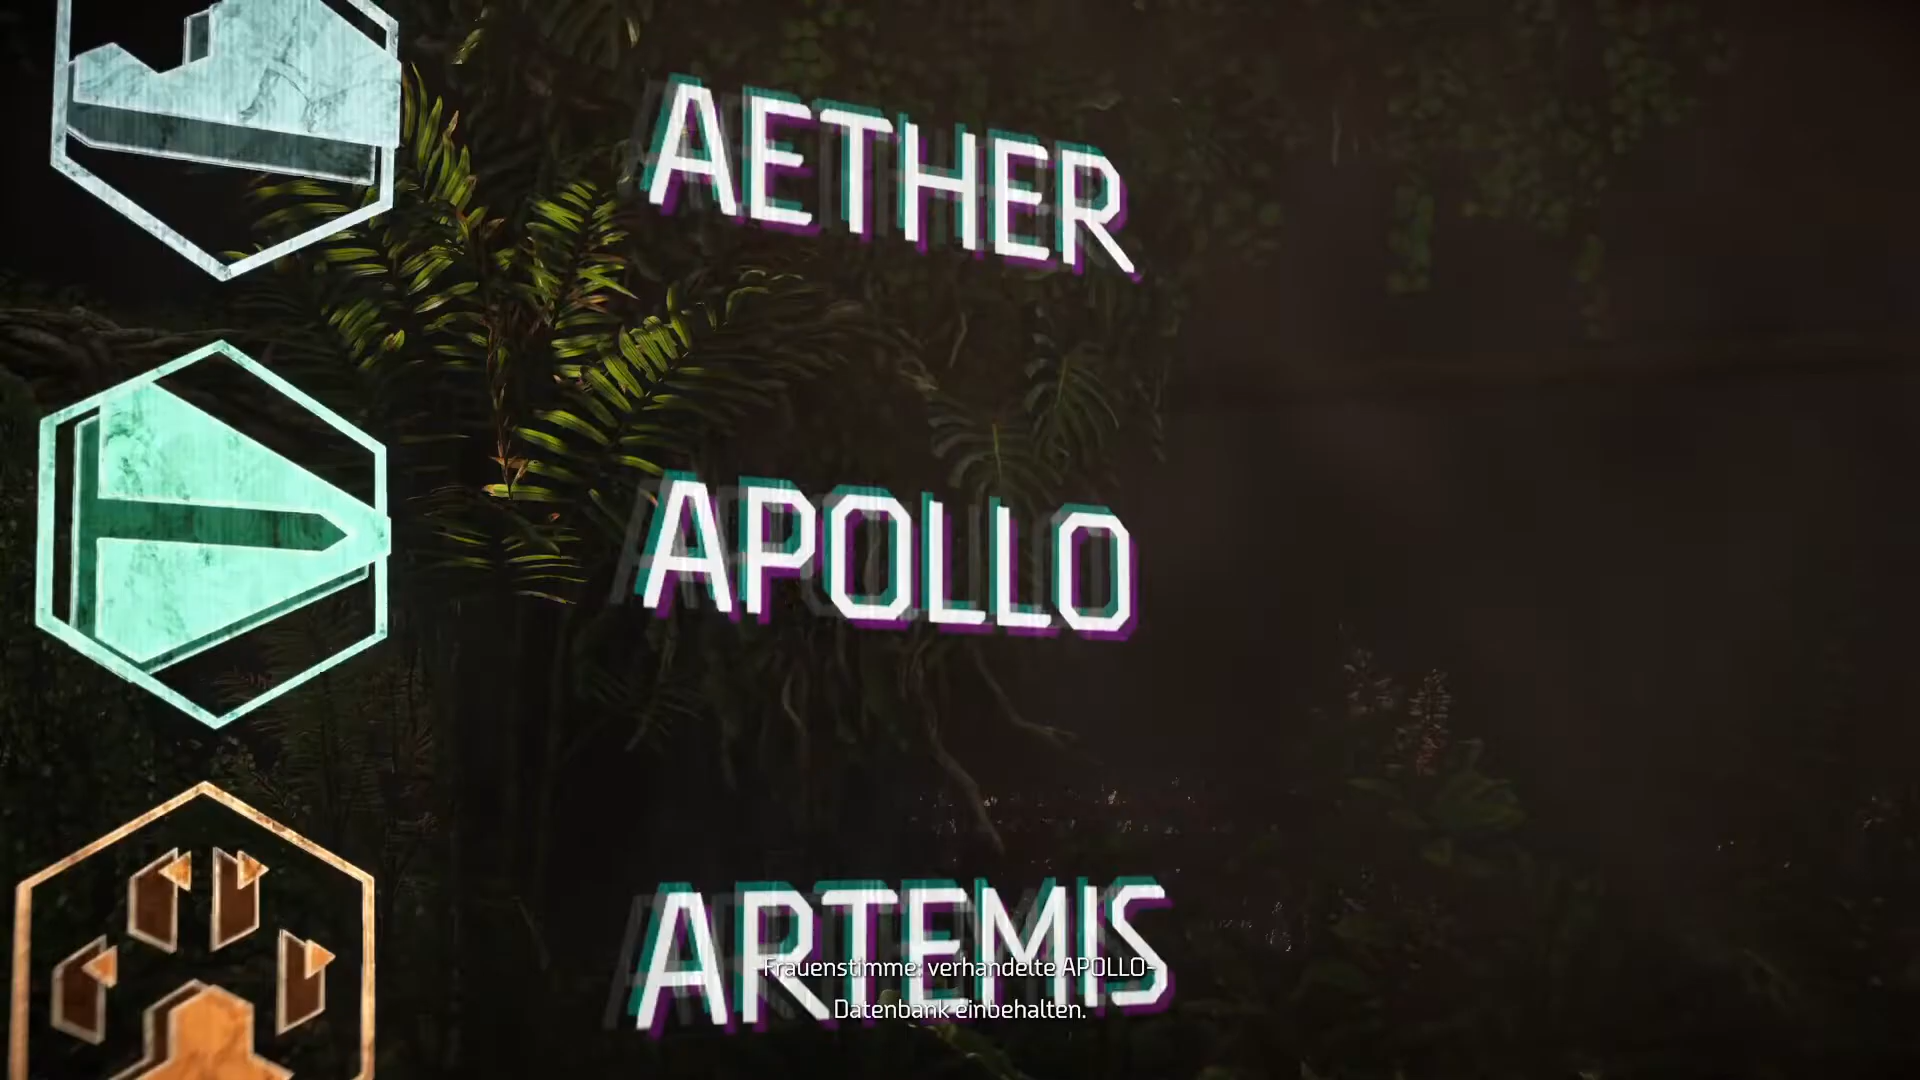 AETHER
APOLLO
ARTEMIS
Frauenstimme: verhandelte APOLLO-
Datenbank einbehalten.